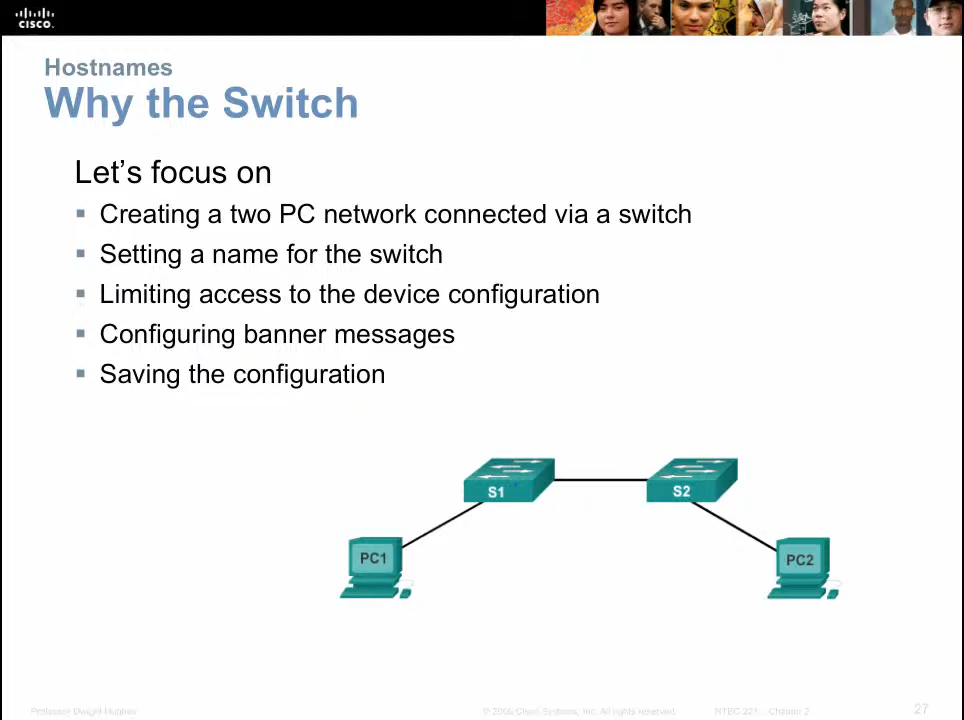 CISCO.
Hostnames
Why the Switch
Let's focus on
Creating a two PC network connected via a switch
Setting a name for the switch
Limiting access to the device configuration
Configuring banner messages
Saving the configuration
S1
S2
PC1
PC2
Professor Dwight Hughes
© 2008 Cisco Systems, Inc. All rights reserved.
NTEC 221 - Chapter 2
27